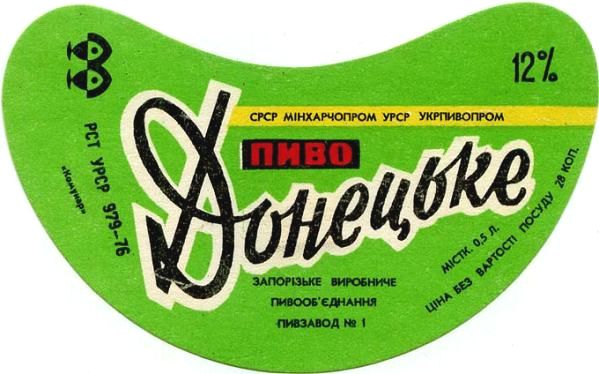 12%
СРСР МІНХАРЧОПРОМ УРСР УКРПИВОПРОМ
ПИВО
Донецьке
ЗАПОРІЗЬКЕ ВИРОБНИЧЕ
ПИВООБ'ЄДНАННЯ
ПИВЗАВОД № 1
МІСТК. 0,5 Л.
ЦІНА БЕЗ ВАРТОСТІ ПОСУДУ 28 КОП.
РСТ УРСР 979-76
«Комунар»